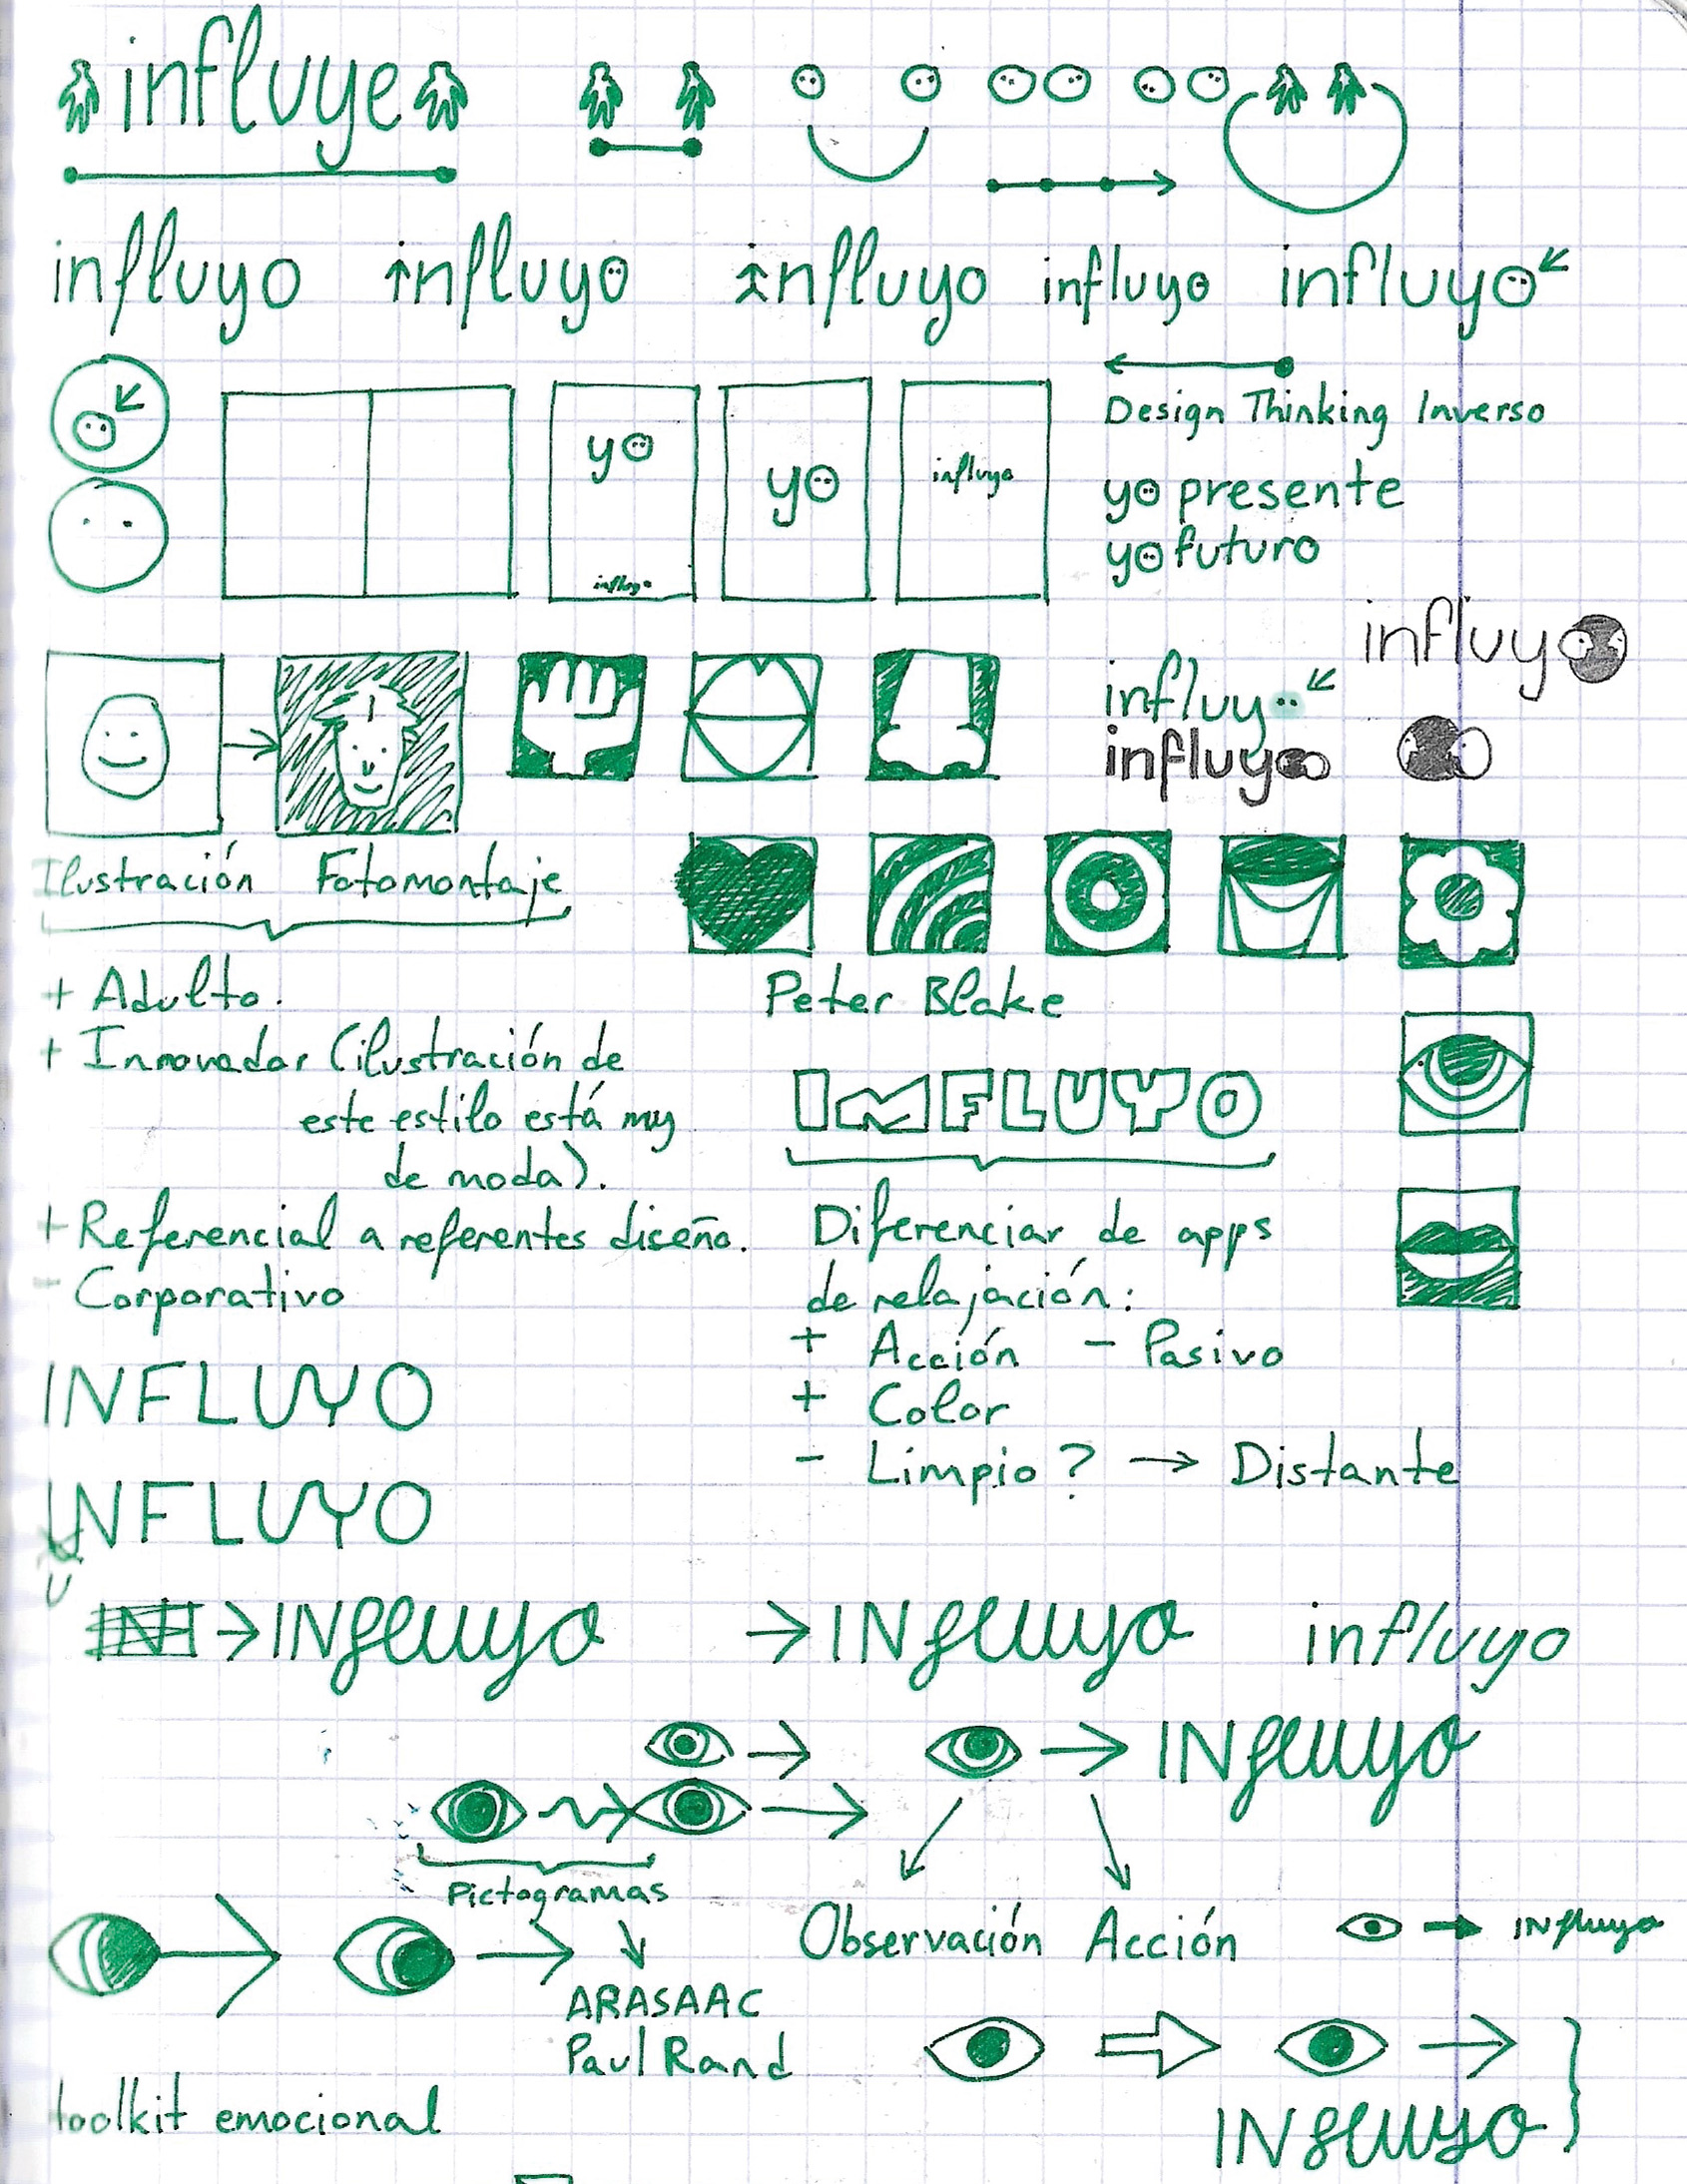 influye
influyo influyo influyo influyo influyo
Design Thinking Inverso
yo yo influyo
yo presente
yo futuro
influyo
influyo
influy
influyo
Ilustración Fotomontaje
+ Adulto.
+ Innovador (ilustración de
este estilo está muy
de moda).
+ Referencial a referentes diseño.
- Corporativo
Peter Blake
IMFLUYO
Diferenciar de apps
de relajación:
+ Acción - Pasivo
+ Color
- Limpio? → Distante
INFLUYO
INFLUYO
IN → INfluyo → INfluyo influyo
→ → INfluyo
Pictogramas
Observación Acción
→ INfluyo
ARASAAC
Paul Rand
toolkit emocional
INfluyo